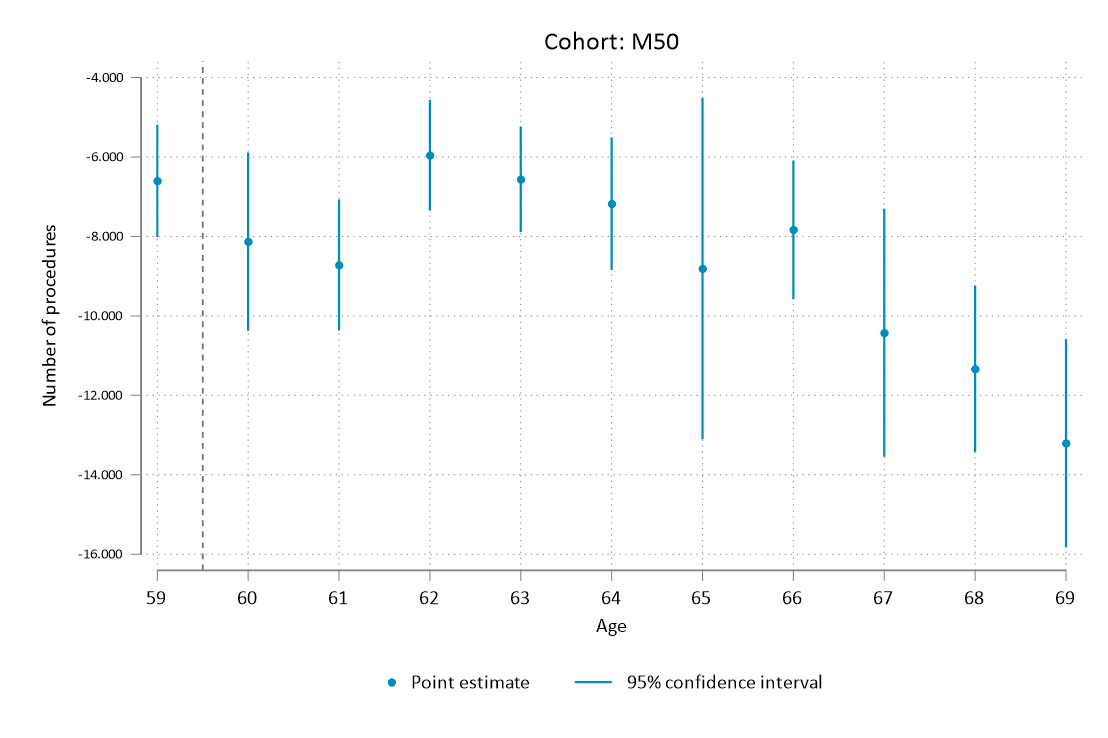 Cohort: M50
-4.000
-6.000
-8.000
-10.000
-12.000
-14.000
-16.000
Number of procedures
59 60 61 62 63 64 65 66 67 68 69
Age
Point estimate 95% confidence interval